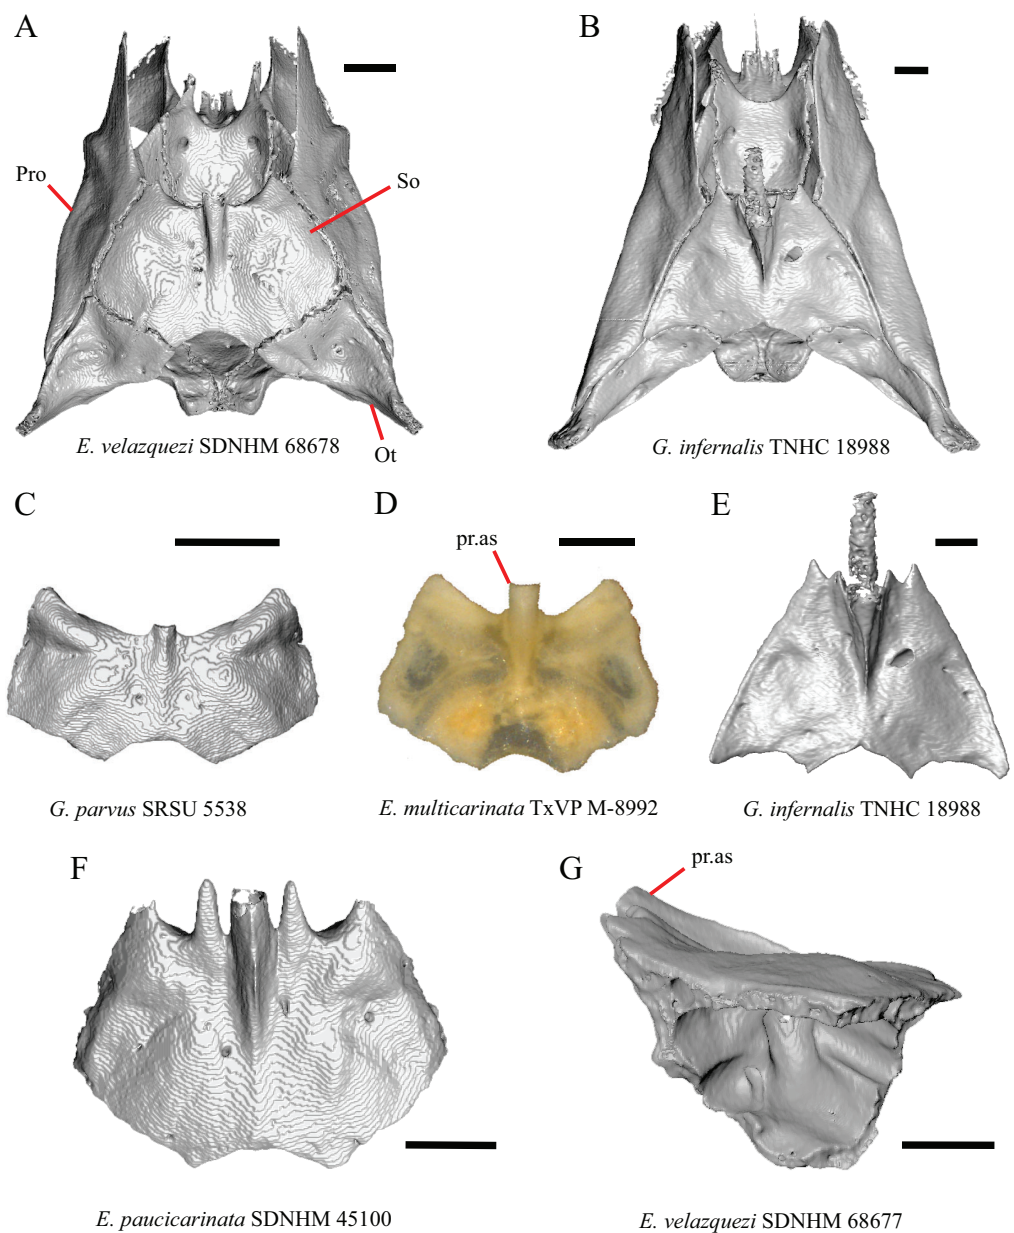 A
B
Pro
So
E. velazquezi SDNHM 68678
Ot
G. infernalis TNHC 18988
C
D
E
pr.as
G. parvus SRSU 5538
E. multicarinata TxVP M-8992
G. infernalis TNHC 18988
F
G
pr.as
E. paucicarinata SDNHM 45100
E. velazquezi SDNHM 68677